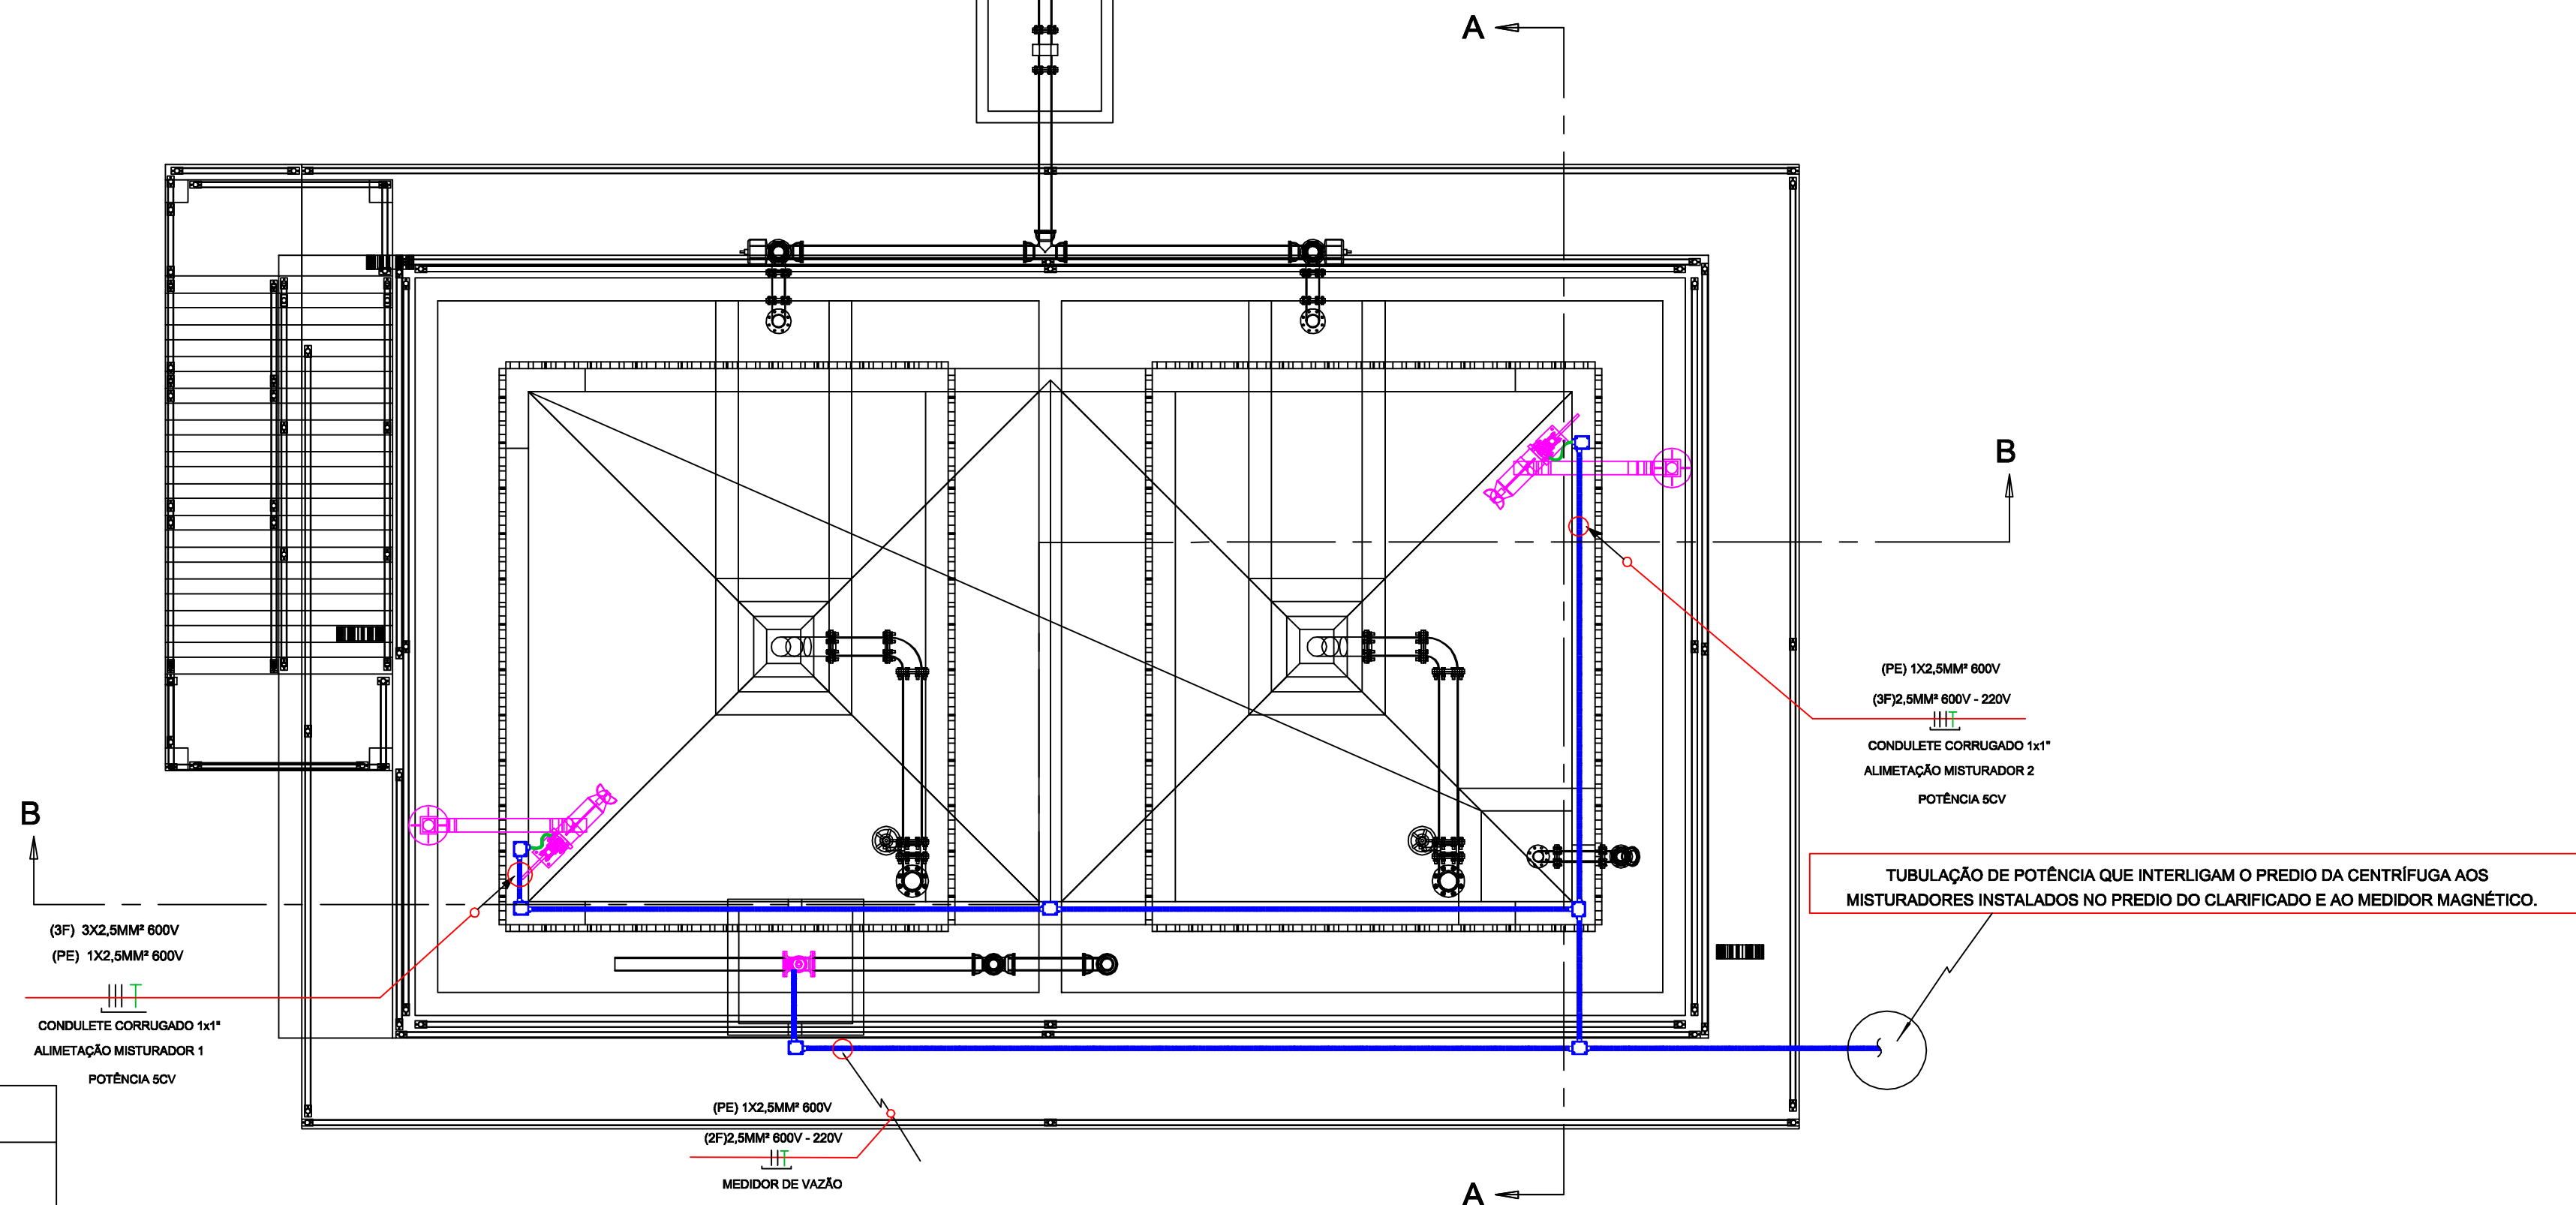 A
B
(PE) 1X2,5MM² 600V
(3F)2,5MM² 600V - 220V
CONDULETE CORRUGADO 1x1"
ALIMETAÇÃO MISTURADOR 2
POTÊNCIA 5CV
B
TUBULAÇÃO DE POTÊNCIA QUE INTERLIGAM O PREDIO DA CENTRÍFUGA AOS
MISTURADORES INSTALADOS NO PREDIO DO CLARIFICADO E AO MEDIDOR MAGNÉTICO.
(3F) 3X2,5MM² 600V
(PE) 1X2,5MM² 600V
CONDULETE CORRUGADO 1x1"
ALIMETAÇÃO MISTURADOR 1
POTÊNCIA 5CV
(PE) 1X2,5MM² 600V
(2F)2,5MM² 600V - 220V
MEDIDOR DE VAZÃO
A